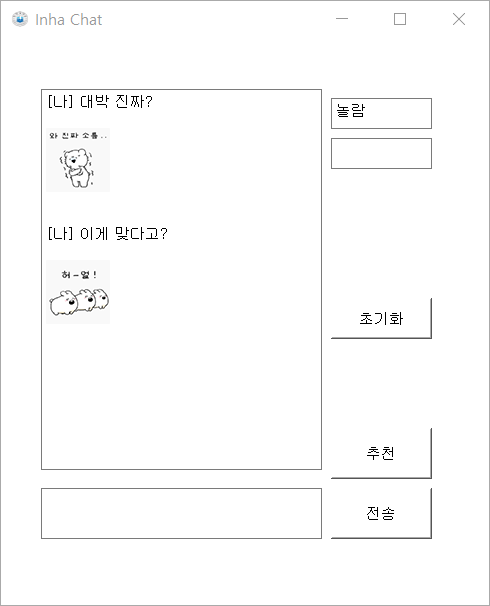 Inha Chat
[나] 대박 진짜?
와 진짜 소름..
[나] 이게 맞다고?
허-얼!
놀람
초기화
추천
전송